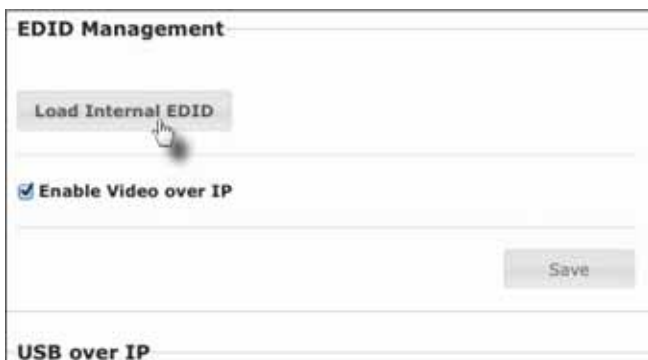 EDID Management
Load Internal EDID
Enable Video over IP
Save
USB over IP